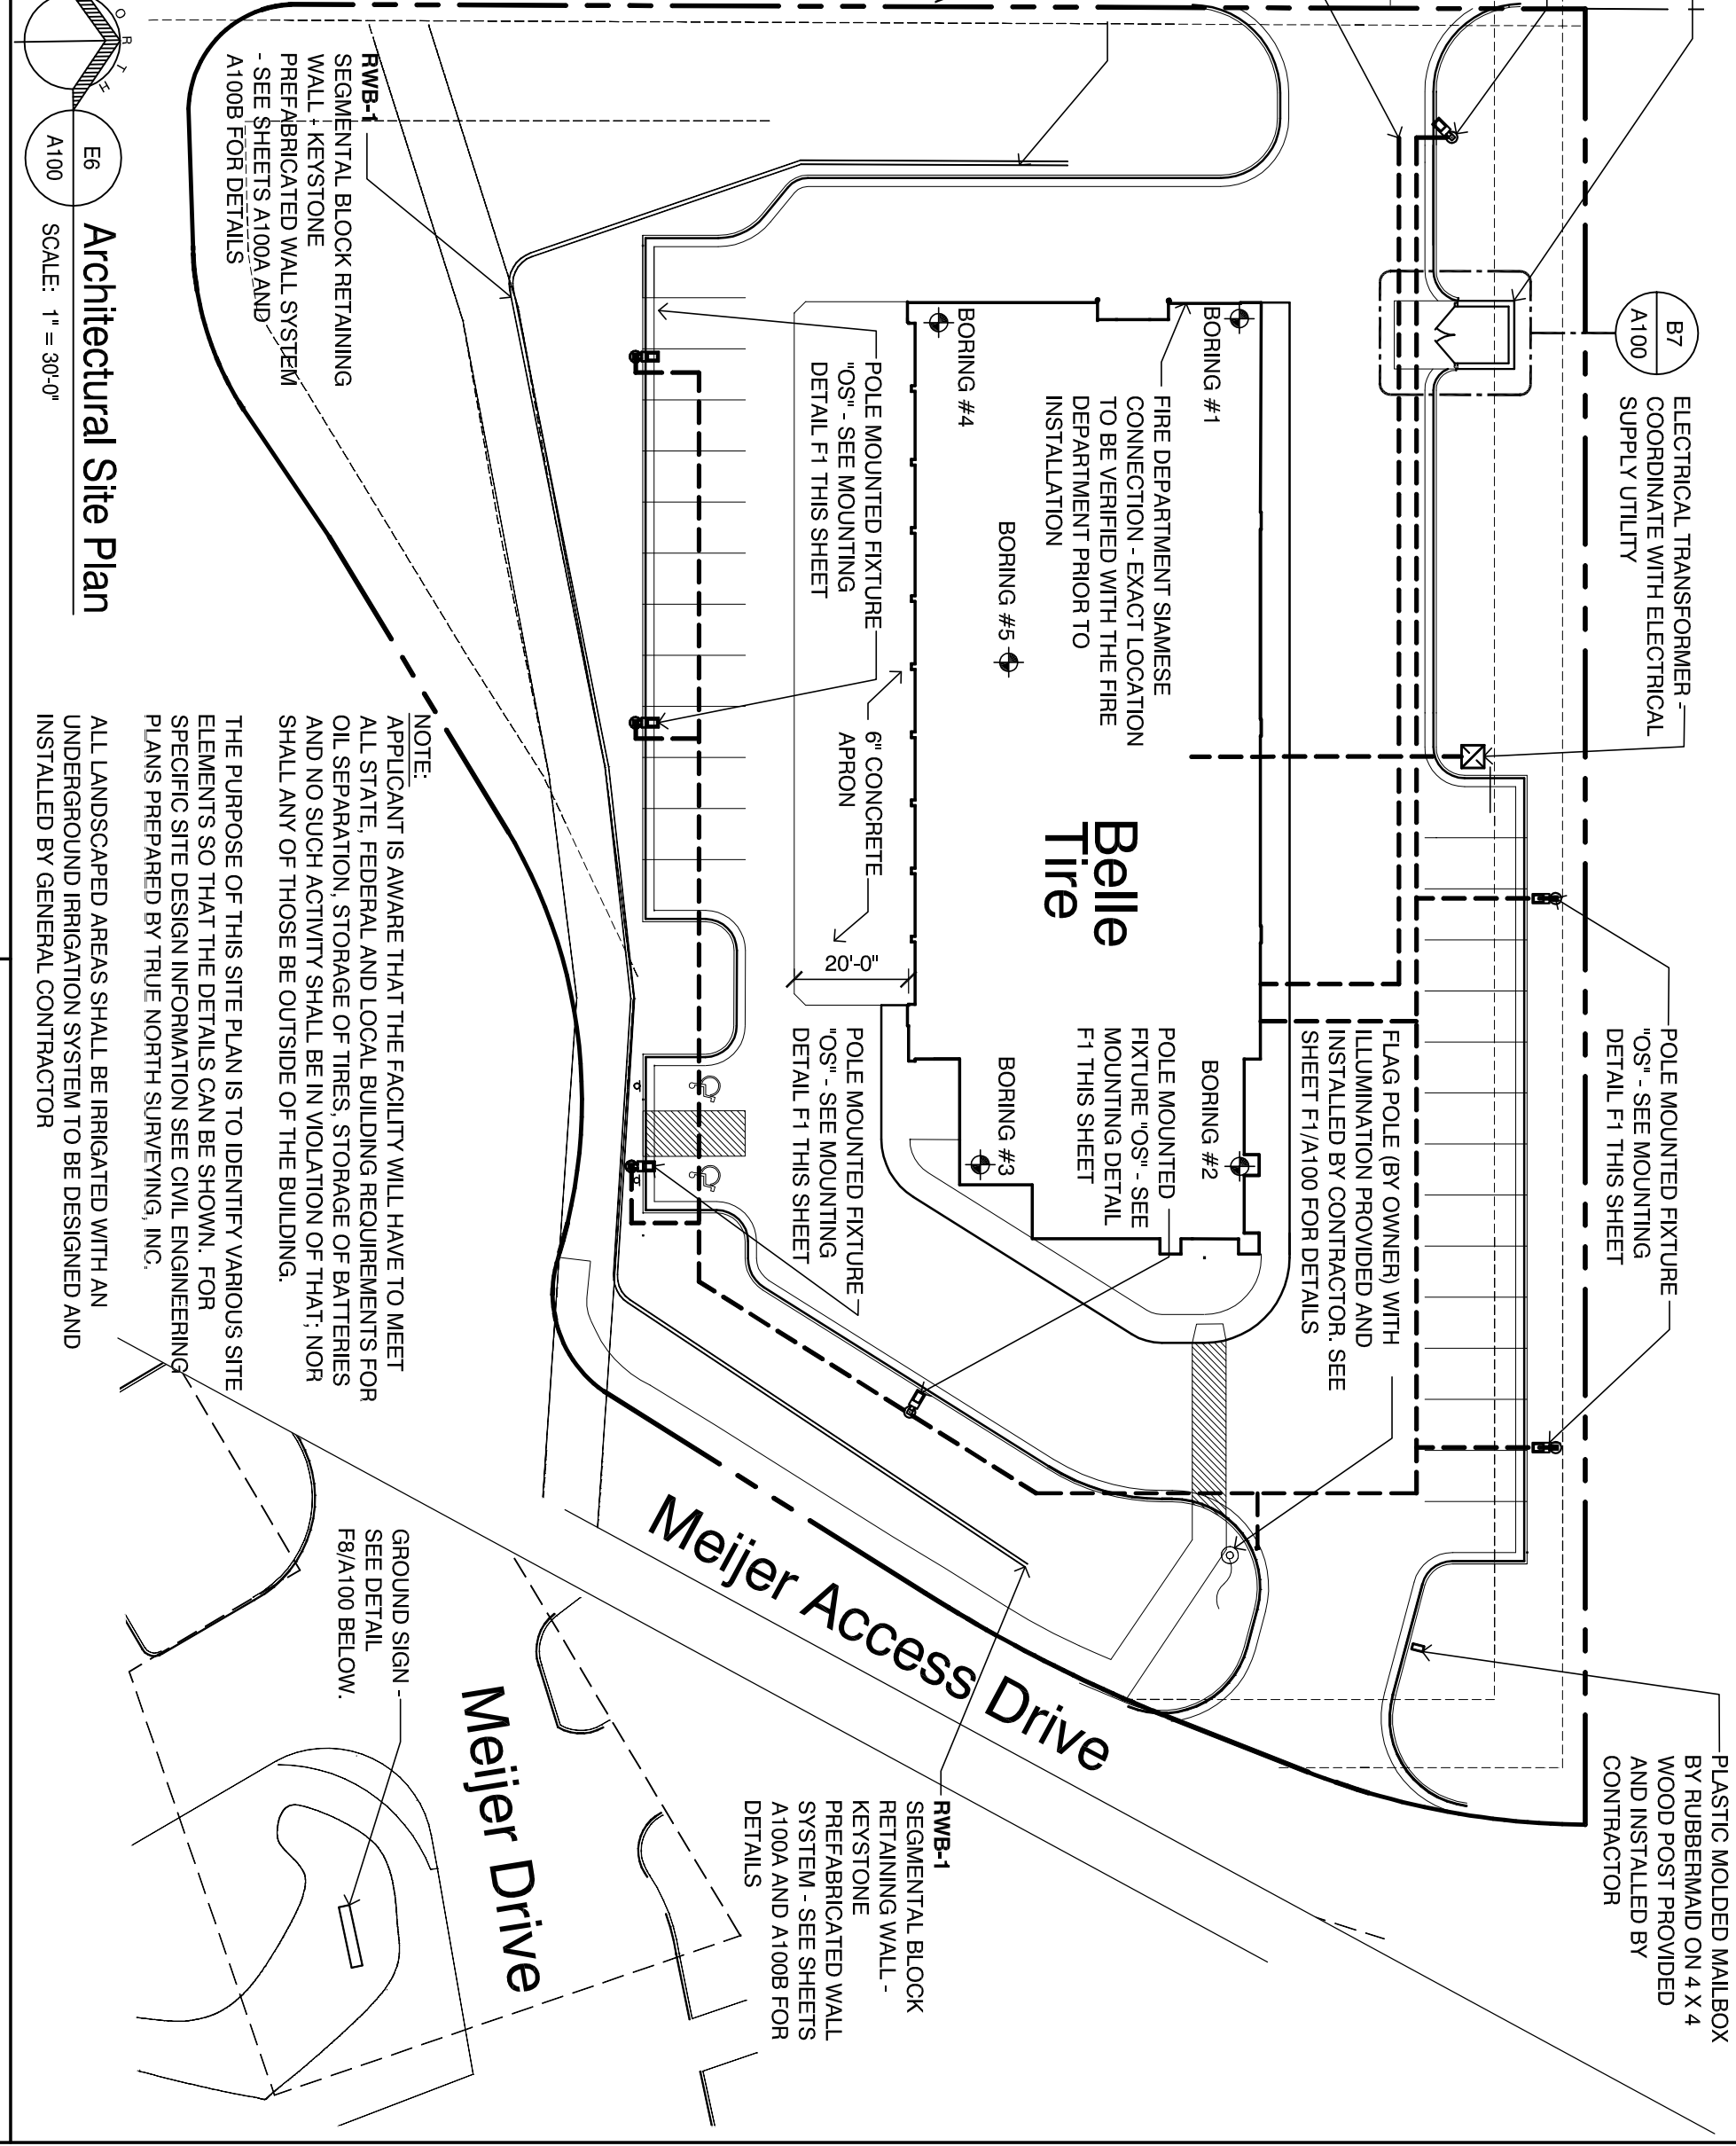 B7
A100
ELECTRICAL TRANSFORMER -
COORDINATE WITH ELECTRICAL
SUPPLY UTILITY
POLE MOUNTED FIXTURE
"OS" - SEE MOUNTING
DETAIL F1 THIS SHEET
PLASTIC MOLDED MAILBOX
BY RUBBERMAID ON 4 X 4
WOOD POST PROVIDED
AND INSTALLED BY
CONTRACTOR
FLAG POLE (BY OWNER) WITH
ILLUMINATION PROVIDED AND
INSTALLED BY CONTRACTOR. SEE
SHEET F1/A100 FOR DETAILS
BORING #1
BORING #2
FIRE DEPARTMENT SIAMESE
CONNECTION - EXACT LOCATION
TO BE VERIFIED WITH THE FIRE
DEPARTMENT PRIOR TO
INSTALLATION
Belle
Tire
POLE MOUNTED
FIXTURE "OS" - SEE
MOUNTING DETAIL
F1 THIS SHEET
BORING #4
BORING #5
BORING #3
POLE MOUNTED FIXTURE
"OS" - SEE MOUNTING
DETAIL F1 THIS SHEET
6" CONCRETE
APRON
20'-0"
POLE MOUNTED FIXTURE
"OS" - SEE MOUNTING
DETAIL F1 THIS SHEET
Meijer Access Drive
RWB-1
SEGMENTAL BLOCK
RETAINING WALL -
KEYSTONE
PREFABRICATED WALL
SYSTEM - SEE SHEETS
A100A AND A100B FOR
DETAILS
Meijer Drive
RWB-1
SEGMENTAL BLOCK RETAINING
WALL - KEYSTONE
PREFABRICATED WALL SYSTEM
- SEE SHEETS A100A AND
A100B FOR DETAILS
NOTE:
APPLICANT IS AWARE THAT THE FACILITY WILL HAVE TO MEET
ALL STATE, FEDERAL AND LOCAL BUILDING REQUIREMENTS FOR
OIL SEPARATION, STORAGE OF TIRES, STORAGE OF BATTERIES
AND NO SUCH ACTIVITY SHALL BE IN VIOLATION OF THAT; NOR
SHALL ANY OF THOSE BE OUTSIDE OF THE BUILDING.
THE PURPOSE OF THIS SITE PLAN IS TO IDENTIFY VARIOUS SITE
ELEMENTS SO THAT THE DETAILS CAN BE SHOWN. FOR
SPECIFIC SITE DESIGN INFORMATION SEE CIVIL ENGINEERING
PLANS PREPARED BY TRUE NORTH SURVEYING, INC.
ALL LANDSCAPED AREAS SHALL BE IRRIGATED WITH AN
UNDERGROUND IRRIGATION SYSTEM TO BE DESIGNED AND
INSTALLED BY GENERAL CONTRACTOR
GROUND SIGN -
SEE DETAIL
F8/A100 BELOW.
O R T H
E6
A100
Architectural Site Plan
SCALE: 1" = 30'-0"